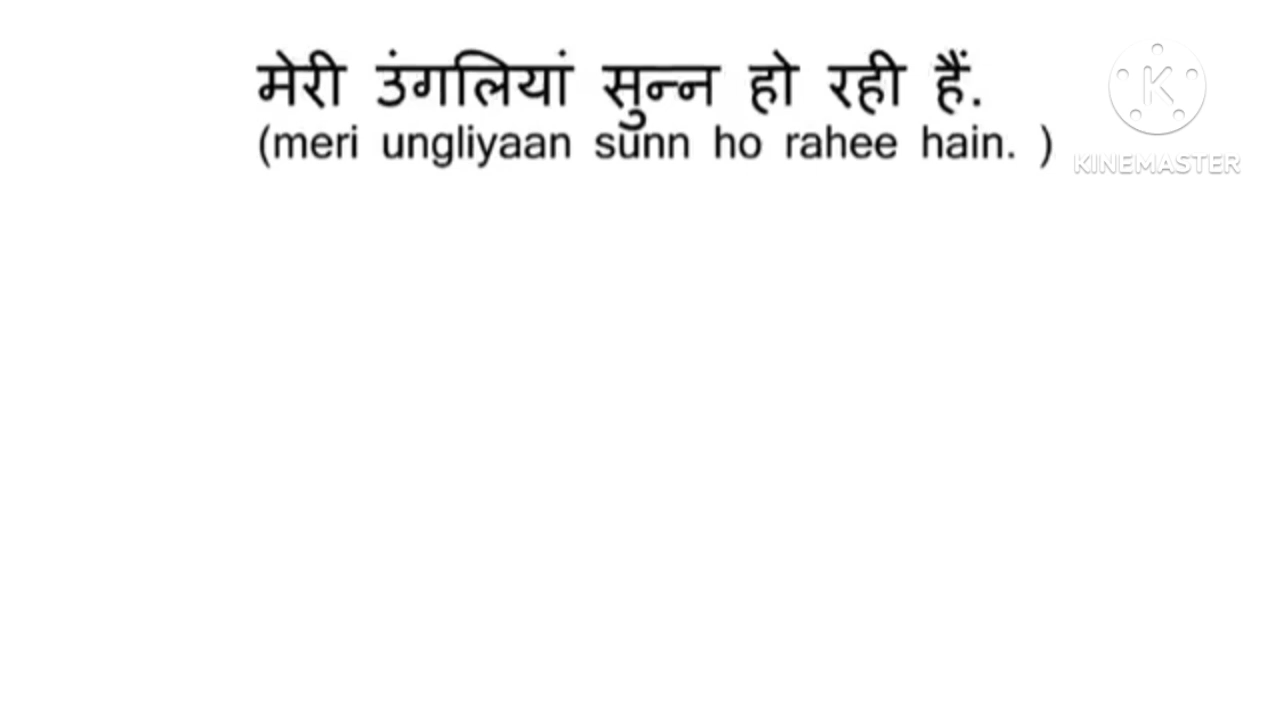 मेरी उंगलियां सुन्न हो रही हैं.
(meri ungliyaan sunn ho rahee hain. )
K
KINEMASTER